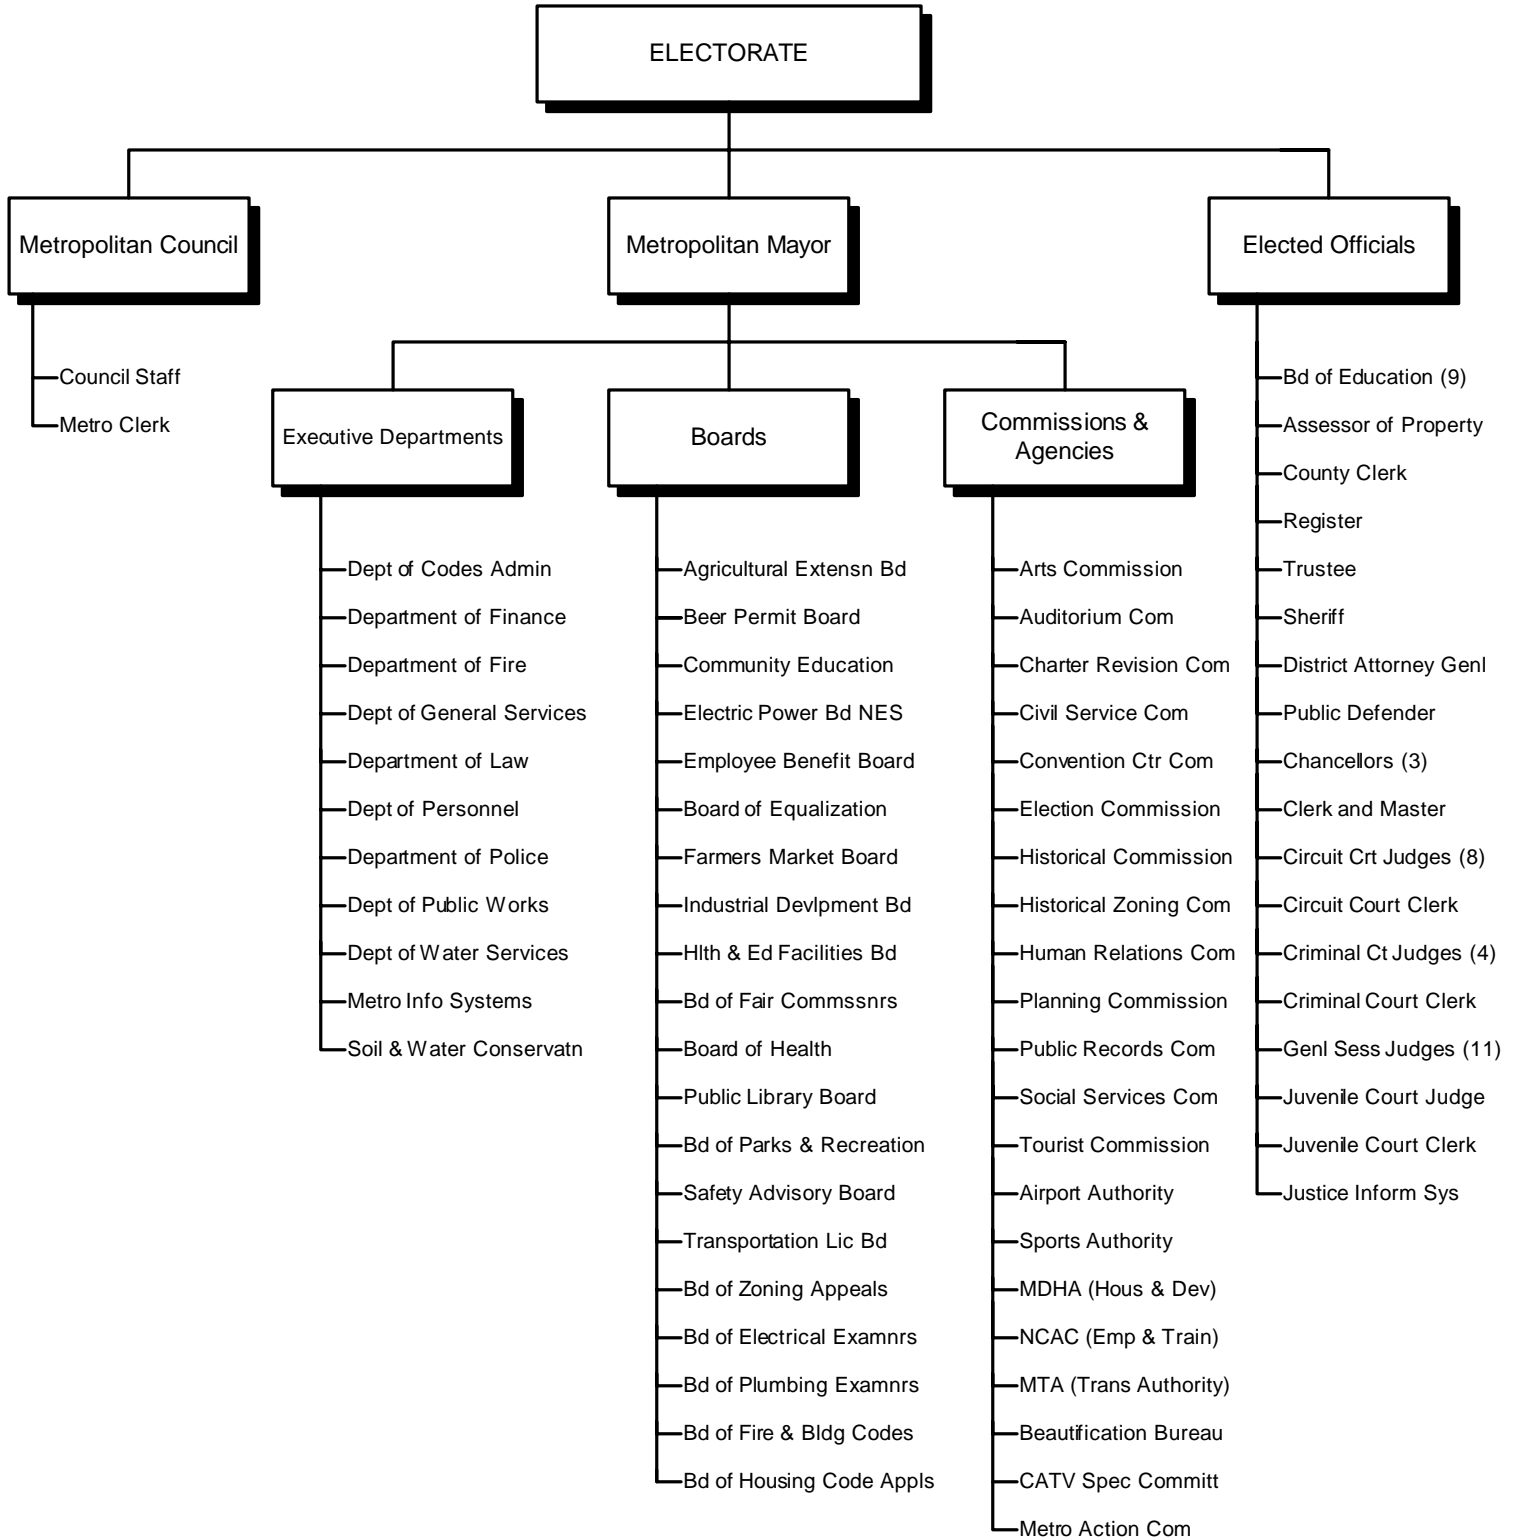 ELECTORATE
Metropolitan Council
Metropolitan Mayor
Elected Officials
Council Staff
Metro Clerk
Executive Departments
Boards
Commissions &
Agencies
Dept of Codes Admin
Department of Finance
Department of Fire
Dept of General Services
Department of Law
Dept of Personnel
Department of Police
Dept of Public Works
Dept of Water Services
Metro Info Systems
Soil & Water Conservatn
Agricultural Extensn Bd
Beer Permit Board
Community Education
Electric Power Bd NES
Employee Benefit Board
Board of Equalization
Farmers Market Board
Industrial Devlpment Bd
Hlth & Ed Facilities Bd
Bd of Fair Commssnrs
Board of Health
Public Library Board
Bd of Parks & Recreation
Safety Advisory Board
Transportation Lic Bd
Bd of Zoning Appeals
Bd of Electrical Examnrs
Bd of Plumbing Examnrs
Bd of Fire & Bldg Codes
Bd of Housing Code Appls
Arts Commission
Auditorium Com
Charter Revision Com
Civil Service Com
Convention Ctr Com
Election Commission
Historical Commission
Historical Zoning Com
Human Relations Com
Planning Commission
Public Records Com
Social Services Com
Tourist Commission
Airport Authority
Sports Authority
MDHA (Hous & Dev)
NCAC (Emp & Train)
MTA (Trans Authority)
Beautification Bureau
CATV Spec Committ
Metro Action Com
Bd of Education (9)
Assessor of Property
County Clerk
Register
Trustee
Sheriff
District Attorney Genl
Public Defender
Chancellors (3)
Clerk and Master
Circuit Crt Judges (8)
Circuit Court Clerk
Criminal Ct Judges (4)
Criminal Court Clerk
Genl Sess Judges (11)
Juvenile Court Judge
Juvenile Court Clerk
Justice Inform Sys